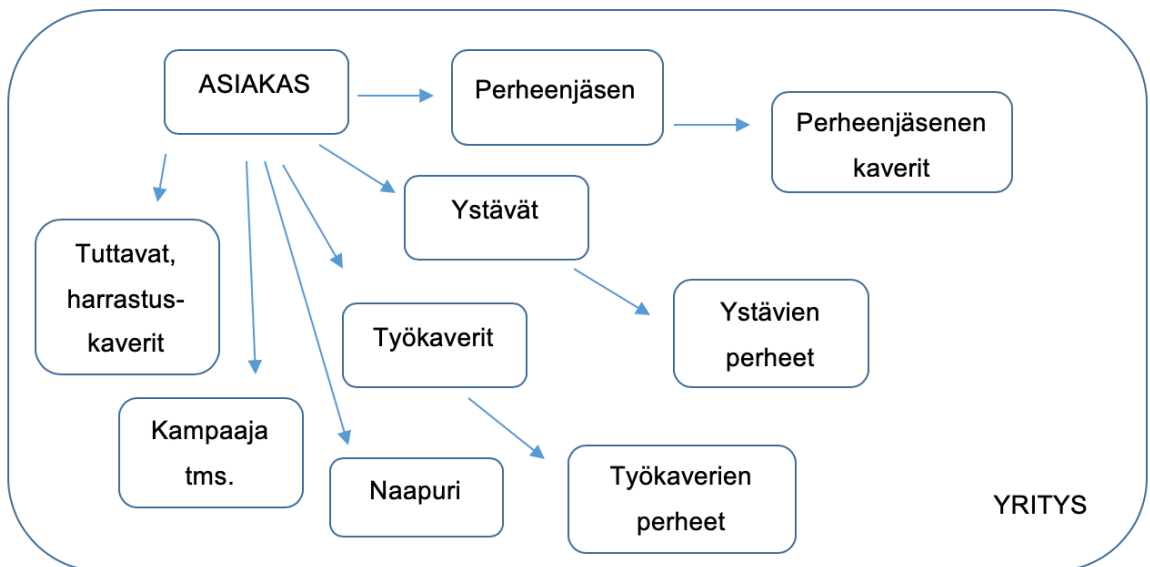 ASIAKAS
Perheenjäsen
Perheenjäsenen
kaverit
Ystävät
Tuttavat,
harrastus-
kaverit
Ystävien
perheet
Työkaverit
Kampaaja
tms.
Naapuri
Työkaverien
perheet
YRITYS